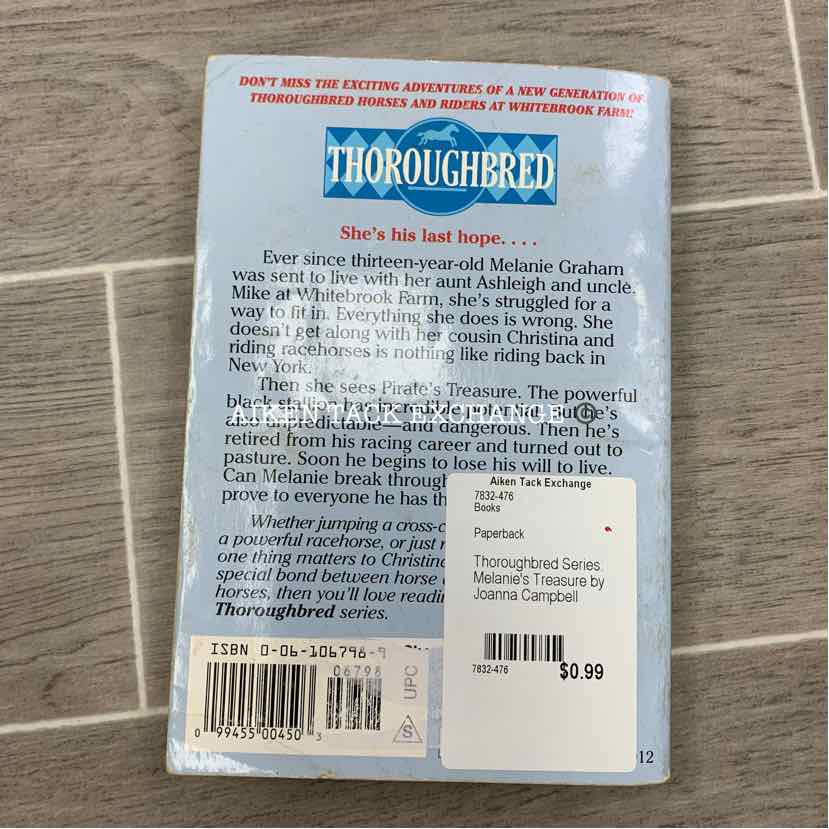 DON'T MISS THE EXCITING ADVENTURES OF A NEW GENERATION OF
THOROUGHBRED HORSES AND RIDERS AT WHITEBROOK FARM!
THOROUGHBRED
She's his last hope. . . .
Ever since thirteen-year-old Melanie Graham
was sent to live with her aunt Ashleigh and uncle
Mike at Whitebrook Farm, she's struggled for a
way to fit in. Everything she does is wrong. She
doesn't get along with her cousin Christina and
riding racehorses is nothing like riding back in
New York.
Then she sees Pirate's Treasure. The powerful
black stallion
AIKEN TACK EXCHANGE
also unpredictable—and dangerous. Then he's
retired from his racing career and turned out to
pasture. Soon he begins to lose his will to live.
Can Melanie break through
prove to everyone he has
Whether jumping a
a powerful racehorse, or just
one thing matters to Christina
special bond between horse
horses, then you'll love
Thoroughbred series.
Aiken Tack Exchange
7832-476
Books
Paperback
Thoroughbred Series:
Melanie's Treasure by
Joanna Campbell
7832-476
$0.99
ISBN 0-06-106798-9
06798
UPC
S
0 99455 00450 3
12